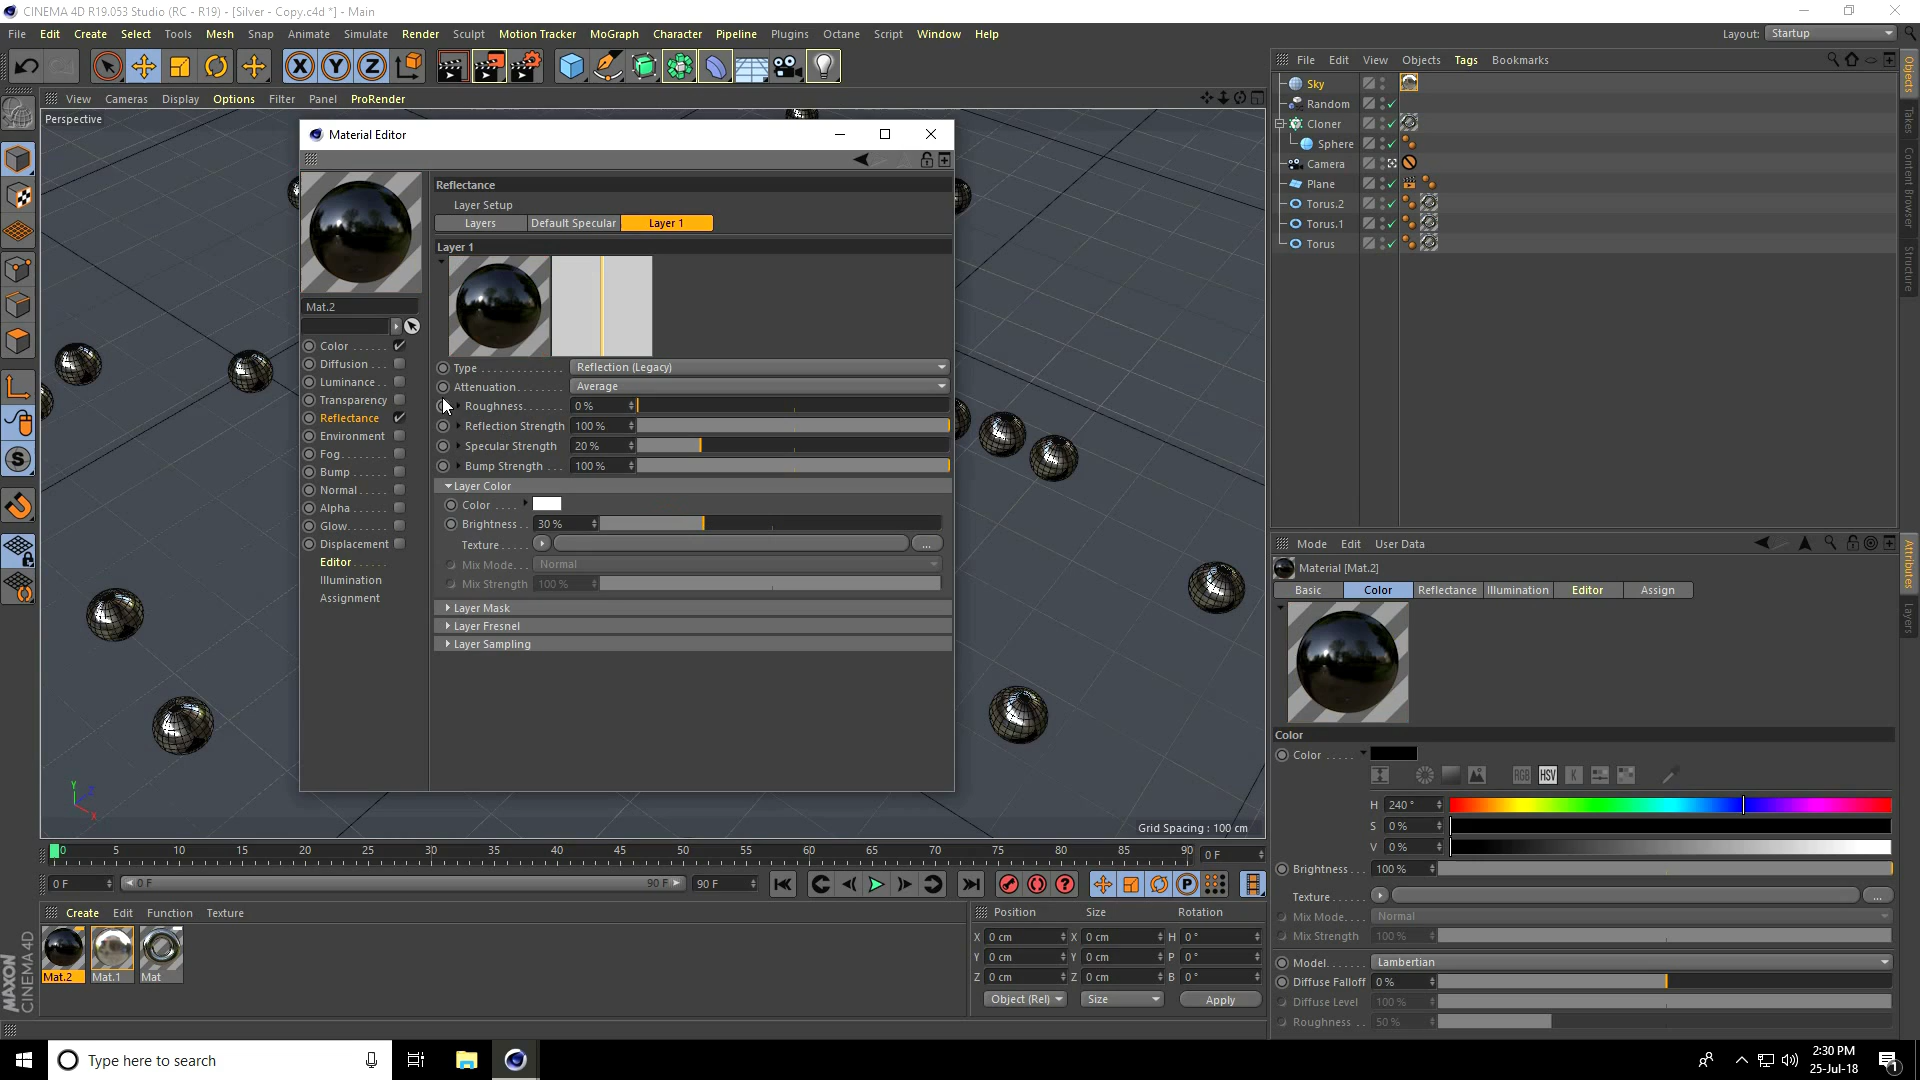 CINEMA 4D R19.053 Studio (RC - R19) - [Silver - Copy.c4d *] - Main
File Edit Create Select Tools Mesh Snap Animate Simulate Render Sculpt Motion Tracker MoGraph Character Pipeline Plugins Octane Script Window Help
Layout: Startup
File Edit View Objects Tags Bookmarks
View Cameras Display Options Filter Panel ProRender
Perspective
Material Editor
Reflectance
Layer Setup
Layers Default Specular Layer 1
Layer 1
Mat.2
Color
Diffusion
Luminance
Transparency
Reflectance
Environment
Fog
Bump
Normal
Alpha
Glow
Displacement
Editor
Illumination
Assignment
Type Reflection (Legacy)
Attenuation Average
Roughness 0 %
Reflection Strength 100 %
Specular Strength 20 %
Bump Strength 100 %
Layer Color
Color
Brightness 30 %
Texture ...
Mix Mode Normal
Mix Strength 100 %
Layer Mask
Layer Fresnel
Layer Sampling
Sky
Random
Cloner
Sphere
Camera
Plane
Torus.2
Torus.1
Torus
Objects
Takes
Content Browser
Structure
Grid Spacing : 100 cm
Y
Z
X
Mode Edit User Data
Material [Mat.2]
Basic Color Reflectance Illumination Editor Assign
Color
Color
RGB HSV K
H 240 °
S 0 %
V 0 %
Brightness 100 %
Texture ...
Mix Mode Normal
Mix Strength 100 %
Model Lambertian
Diffuse Falloff 0 %
Diffuse Level 100 %
Roughness 50 %
Attributes
Layers
0 5 10 15 20 25 30 35 40 45 50 55 60 65 70 75 80 85 90 0 F
0 F 0 F 90 F 90 F
Create Edit Function Texture
Mat.2 Mat.1 Mat
Position Size Rotation
X 0 cm X 0 cm H 0 °
Y 0 cm Y 0 cm P 0 °
Z 0 cm Z 0 cm B 0 °
Object (Rel) Size Apply
MAXON
CINEMA 4D
Type here to search
2:30 PM
25-Jul-18
1